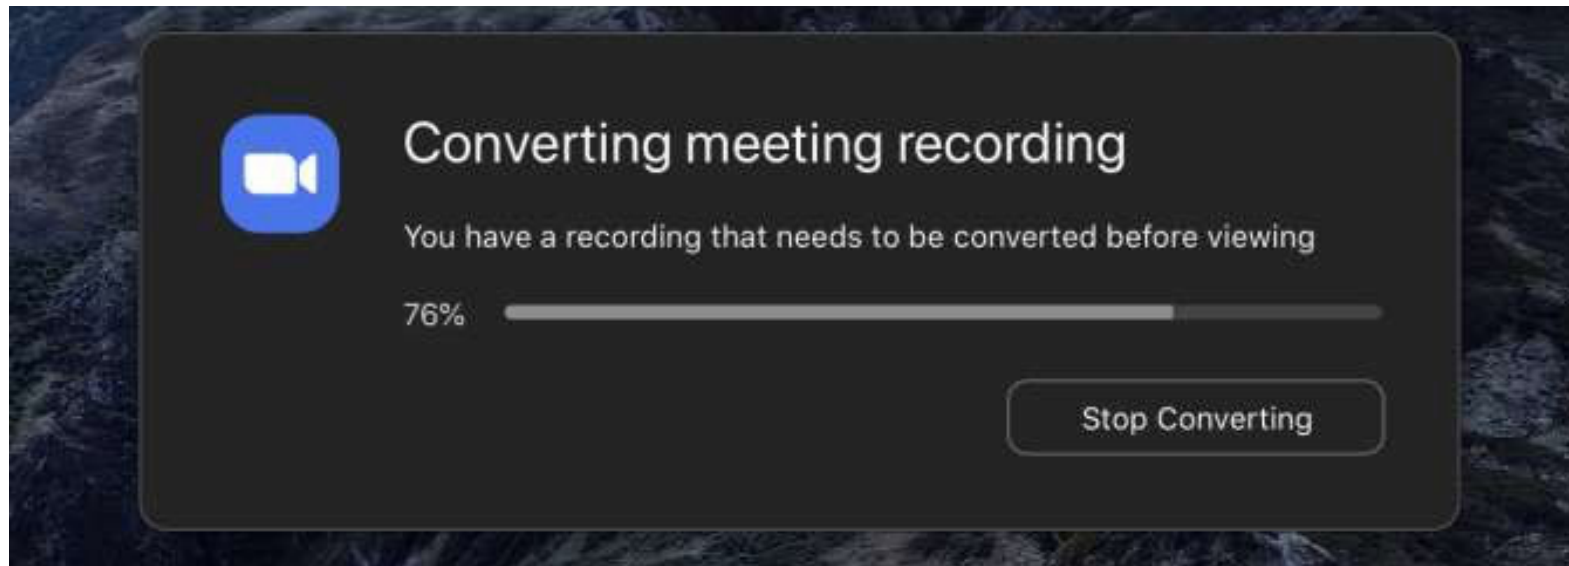 Converting meeting recording
You have a recording that needs to be converted before viewing
76%
Stop Converting